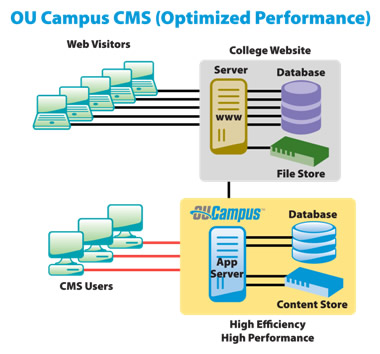 OU Campus CMS (Optimized Performance)
Web Visitors
College Website
Server
Database
www
File Store
OUCampus™
Database
App
Server
CMS Users
Content Store
High Efficiency
High Performance